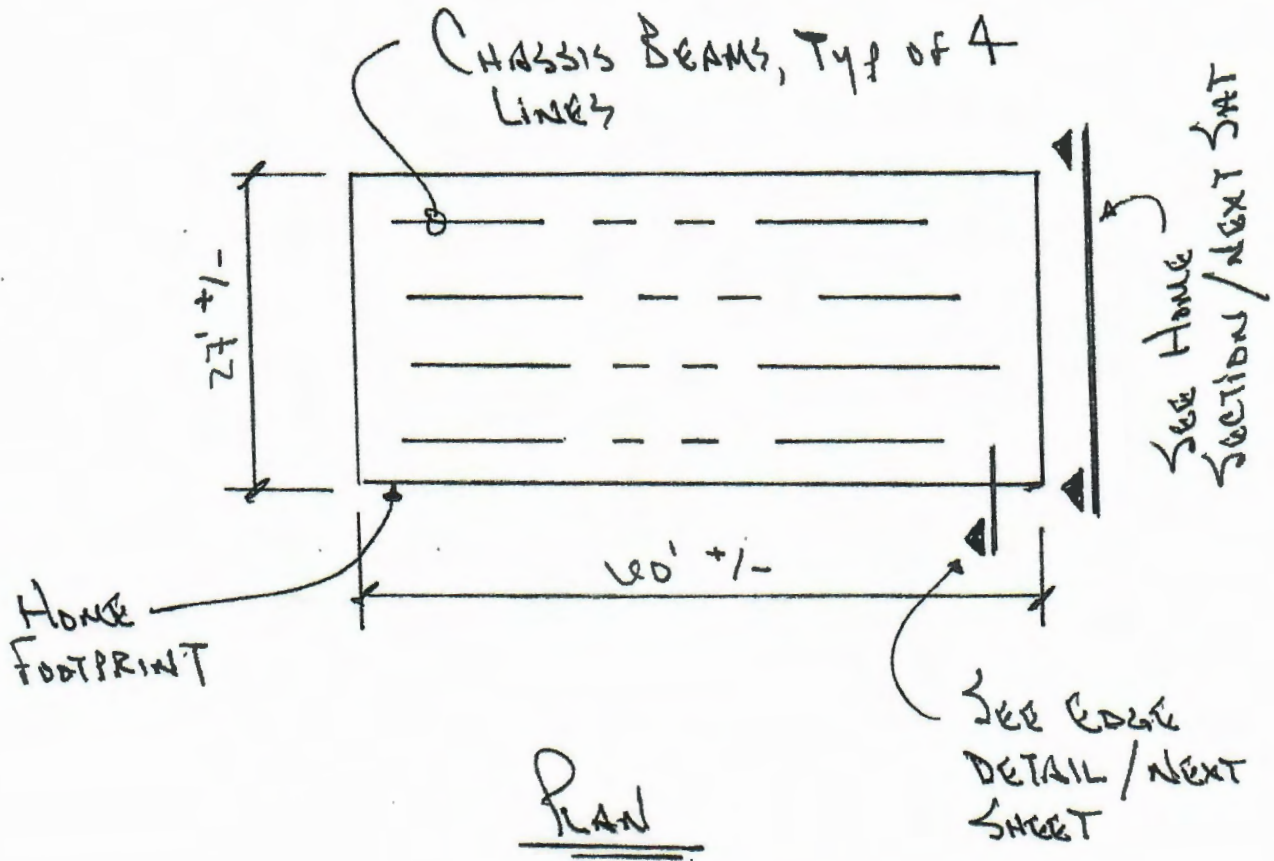 CHASSIS BEAMS, TYP OF 4
LINES
27' +/-
SEE HOME
SECTION/NEXT SHT
60' +/-
HOME
FOOTPRINT
SEE EDGE
DETAIL/NEXT
SHEET
PLAN